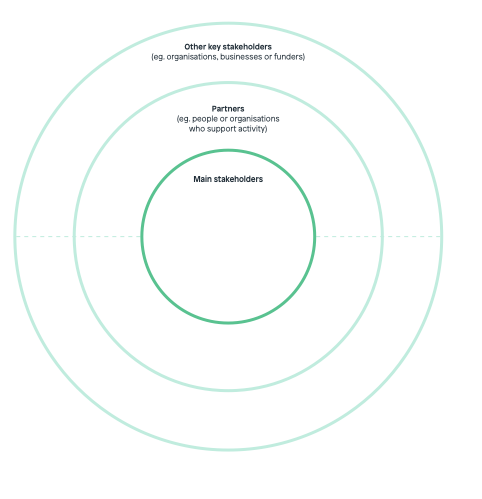 Other key stakeholders
(eg. organisations, businesses or funders)
Partners
(eg. people or organisations
who support activity)
Main stakeholders